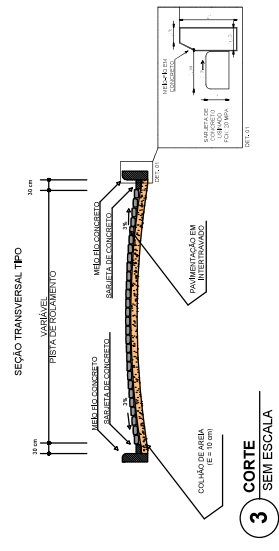 SEÇÃO TRANSVERSAL TIPO
VARIÁVEL
PISTA DE ROLAMENTO
30 cm
30 cm
MEIO FIO CONCRETO
SARJETA DE CONCRETO
MEIO FIO CONCRETO
SARJETA DE CONCRETO
3%
3%
DET. 01
COLHÃO DE AREIA
(E = 10 cm)
PAVIMENTAÇÃO EM
INTERTRAVADO
MEIO-FIO EM
CONCRETO
SARJETA DE
CONCRETO
USINADO
FCK: 20 MPA
DET. 01
3
CORTE
SEM ESCALA